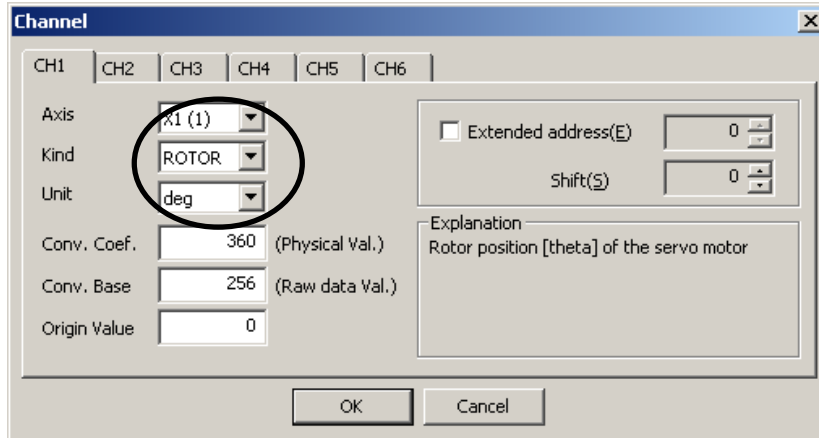 Channel
CH1 CH2 CH3 CH4 CH5 CH6
Axis X1 (1)
Kind ROTOR
Unit deg
Conv. Coef. 360 (Physical Val.)
Conv. Base 256 (Raw data Val.)
Origin Value 0
Extended address(E) 0
Shift(S) 0
Explanation
Rotor position [theta] of the servo motor
OK Cancel